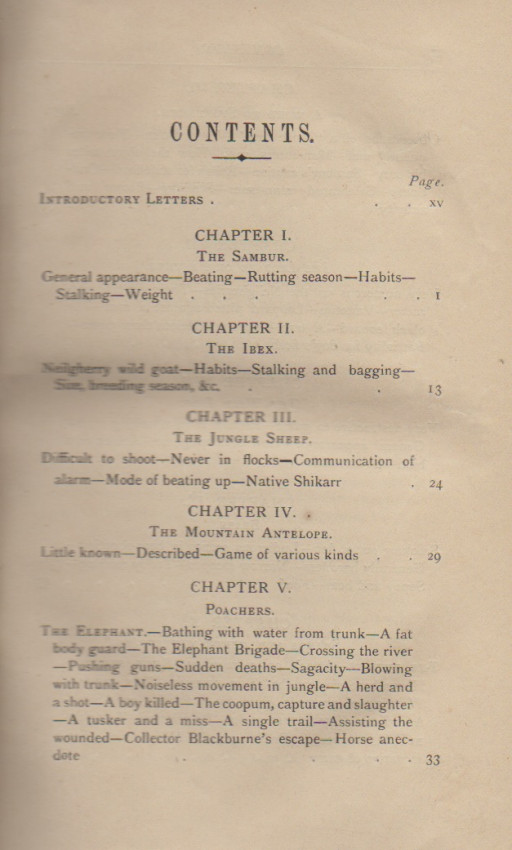 CONTENTS.
Page.
INTRODUCTORY LETTERS . . . xv
CHAPTER I.
THE SAMBUR.
General appearance—Beating—Rutting season—Habits—
Stalking—Weight . . . . . 1
CHAPTER II.
THE IBEX.
Neilgherry wild goat—Habits—Stalking and bagging—
Size, breeding season, &c. . . 13
CHAPTER III.
THE JUNGLE SHEEP.
Difficult to shoot—Never in flocks—Communication of
alarm—Mode of beating up—Native Shikarr . 24
CHAPTER IV.
THE MOUNTAIN ANTELOPE.
Little known—Described—Game of various kinds . . 29
CHAPTER V.
POACHERS.
THE ELEPHANT.—Bathing with water from trunk—A fat
body guard—The Elephant Brigade—Crossing the river
—Pushing guns—Sudden deaths—Sagacity—Blowing
with trunk—Noiseless movement in jungle—A herd and
a shot—A boy killed—The coopum, capture and slaughter
—A tusker and a miss—A single trail—Assisting the
wounded—Collector Blackburne's escape—Horse anec-
dote . . . . 33